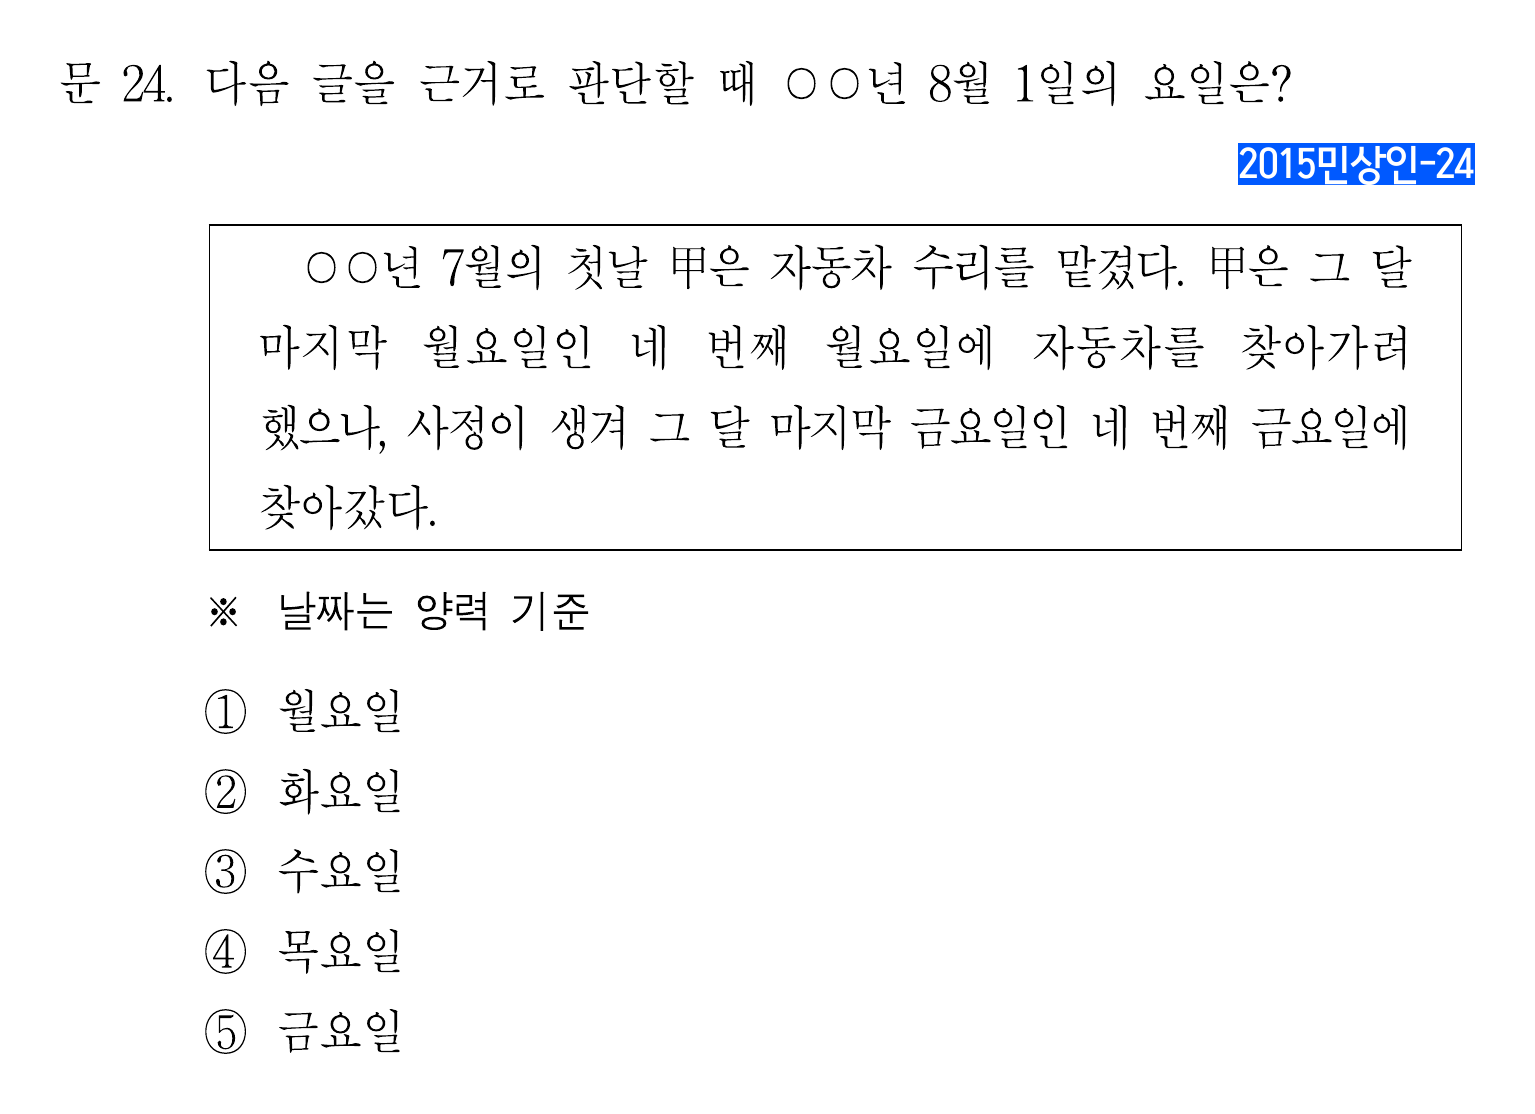 문 24. 다음 글을 근거로 판단할 때 ○○년 8월 1일의 요일은?
2015민상인-24
○○년 7월의 첫날 甲은 자동차 수리를 맡겼다. 甲은 그 달
마지막 월요일인 네 번째 월요일에 자동차를 찾아가려
했으나, 사정이 생겨 그 달 마지막 금요일인 네 번째 금요일에
찾아갔다.
※ 날짜는 양력 기준
① 월요일
② 화요일
③ 수요일
④ 목요일
⑤ 금요일